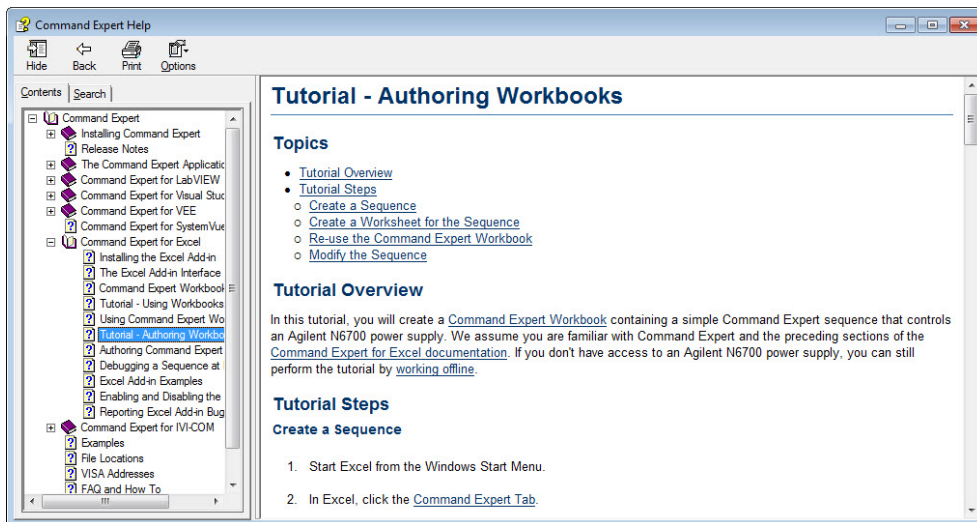 Command Expert Help
Hide Back Print Options
Contents Search
Command Expert
Installing Command Expert
Release Notes
The Command Expert Applicatic
Command Expert for LabVIEW
Command Expert for Visual Stuc
Command Expert for VEE
Command Expert for SystemVue
Command Expert for Excel
Installing the Excel Add-in
The Excel Add-in Interface
Command Expert Workbook
Tutorial - Using Workbooks
Using Command Expert Wo
Tutorial - Authoring Workbo
Authoring Command Expert
Debugging a Sequence at
Excel Add-in Examples
Enabling and Disabling the
Reporting Excel Add-in Bug
Command Expert for IVI-COM
Examples
File Locations
VISA Addresses
FAQ and How To
Tutorial - Authoring Workbooks
Topics
• Tutorial Overview
• Tutorial Steps
o Create a Sequence
o Create a Worksheet for the Sequence
o Re-use the Command Expert Workbook
o Modify the Sequence
Tutorial Overview
In this tutorial, you will create a Command Expert Workbook containing a simple Command Expert sequence that controls
an Agilent N6700 power supply. We assume you are familiar with Command Expert and the preceding sections of the
Command Expert for Excel documentation. If you don't have access to an Agilent N6700 power supply, you can still
perform the tutorial by working offline.
Tutorial Steps
Create a Sequence
1. Start Excel from the Windows Start Menu.
2. In Excel, click the Command Expert Tab.